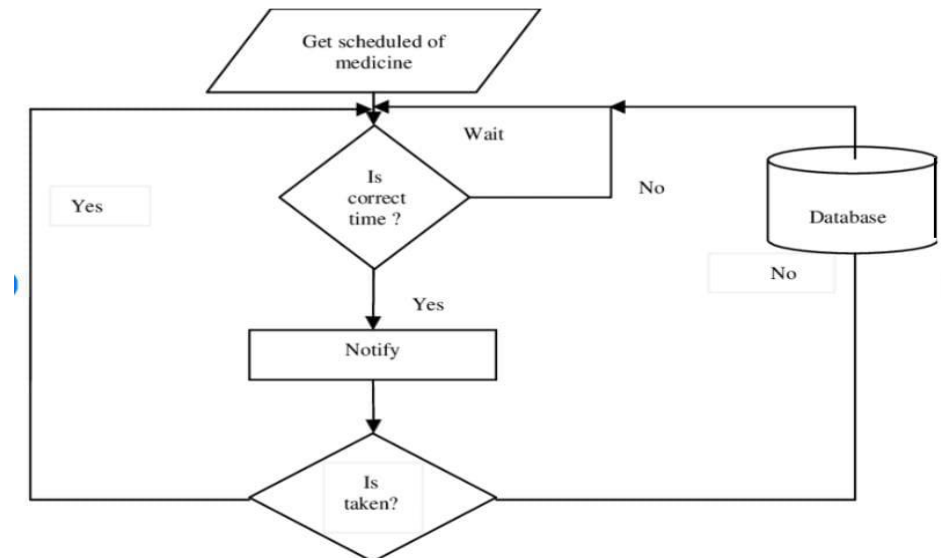 Get scheduled of
medicine
Wait
Is
correct
time ?
No
Yes
Database
No
Yes
Notify
Is
taken?